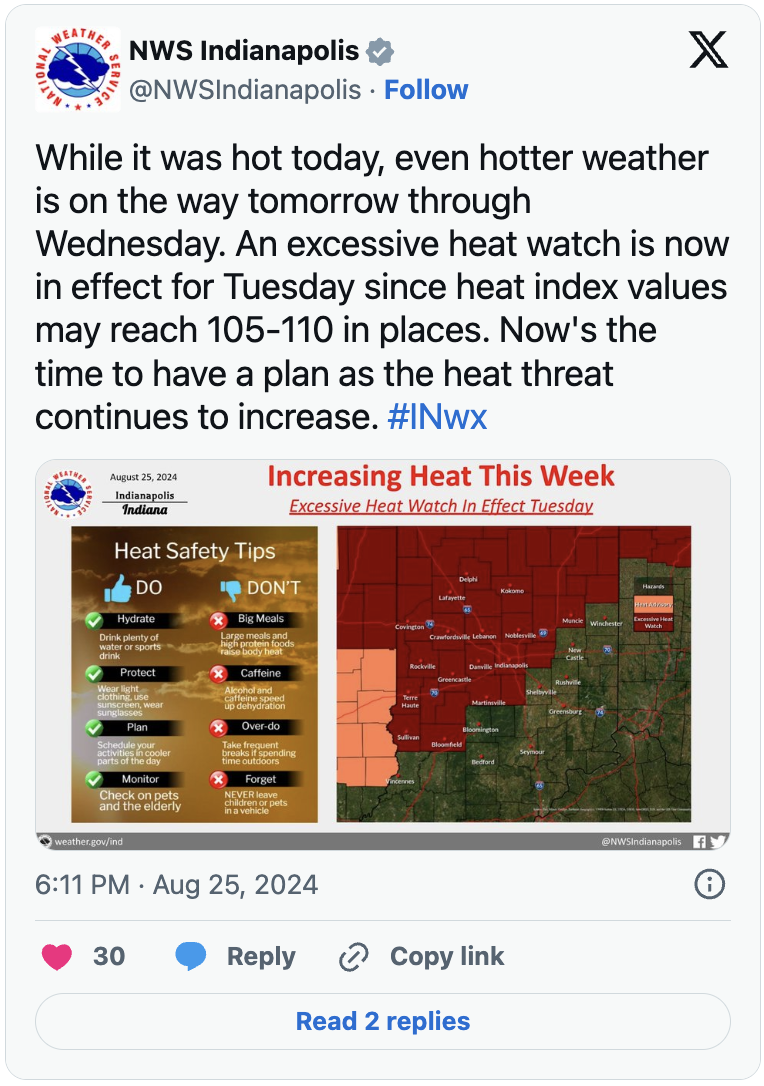 NWS Indianapolis
@NWSIndianapolis · Follow
While it was hot today, even hotter weather
is on the way tomorrow through
Wednesday. An excessive heat watch is now
in effect for Tuesday since heat index values
may reach 105-110 in places. Now's the
time to have a plan as the heat threat
continues to increase. #INwx
NATIONAL WEATHER SERVICE
August 25, 2024
Indianapolis
Indiana
Increasing Heat This Week
Excessive Heat Watch In Effect Tuesday
Heat Safety Tips
DO
DON'T
Hydrate
Drink plenty of
water or sports
drink
Big Meals
Large meals and
high protein foods
raise body heat
Protect
Wear light
clothing, use
sunscreen, wear
sunglasses
Caffeine
Alcohol and
caffeine speed
up dehydration
Plan
Schedule your
activities in cooler
parts of the day
Over-do
Take frequent
breaks if spending
time outdoors
Monitor
Check on pets
and the elderly
Forget
NEVER leave
children or pets
in a vehicle
Delphi
Kokomo
Lafayette
65
Hazards
Heat Advisory
Excessive Heat
Watch
Covington
74
Crawfordsville
Lebanon
Noblesville
69
Muncie
Winchester
New
Castle
70
Rockville
Danville
Indianapolis
Greencastle
Rushville
Shelbyville
Terre
Haute
70
Martinsville
Greensburg
74
Sullivan
Bloomington
Bloomfield
Seymour
Bedford
Vincennes
65
weather.gov/ind
@NWSIndianapolis
6:11 PM · Aug 25, 2024
30
Reply
Copy link
Read 2 replies